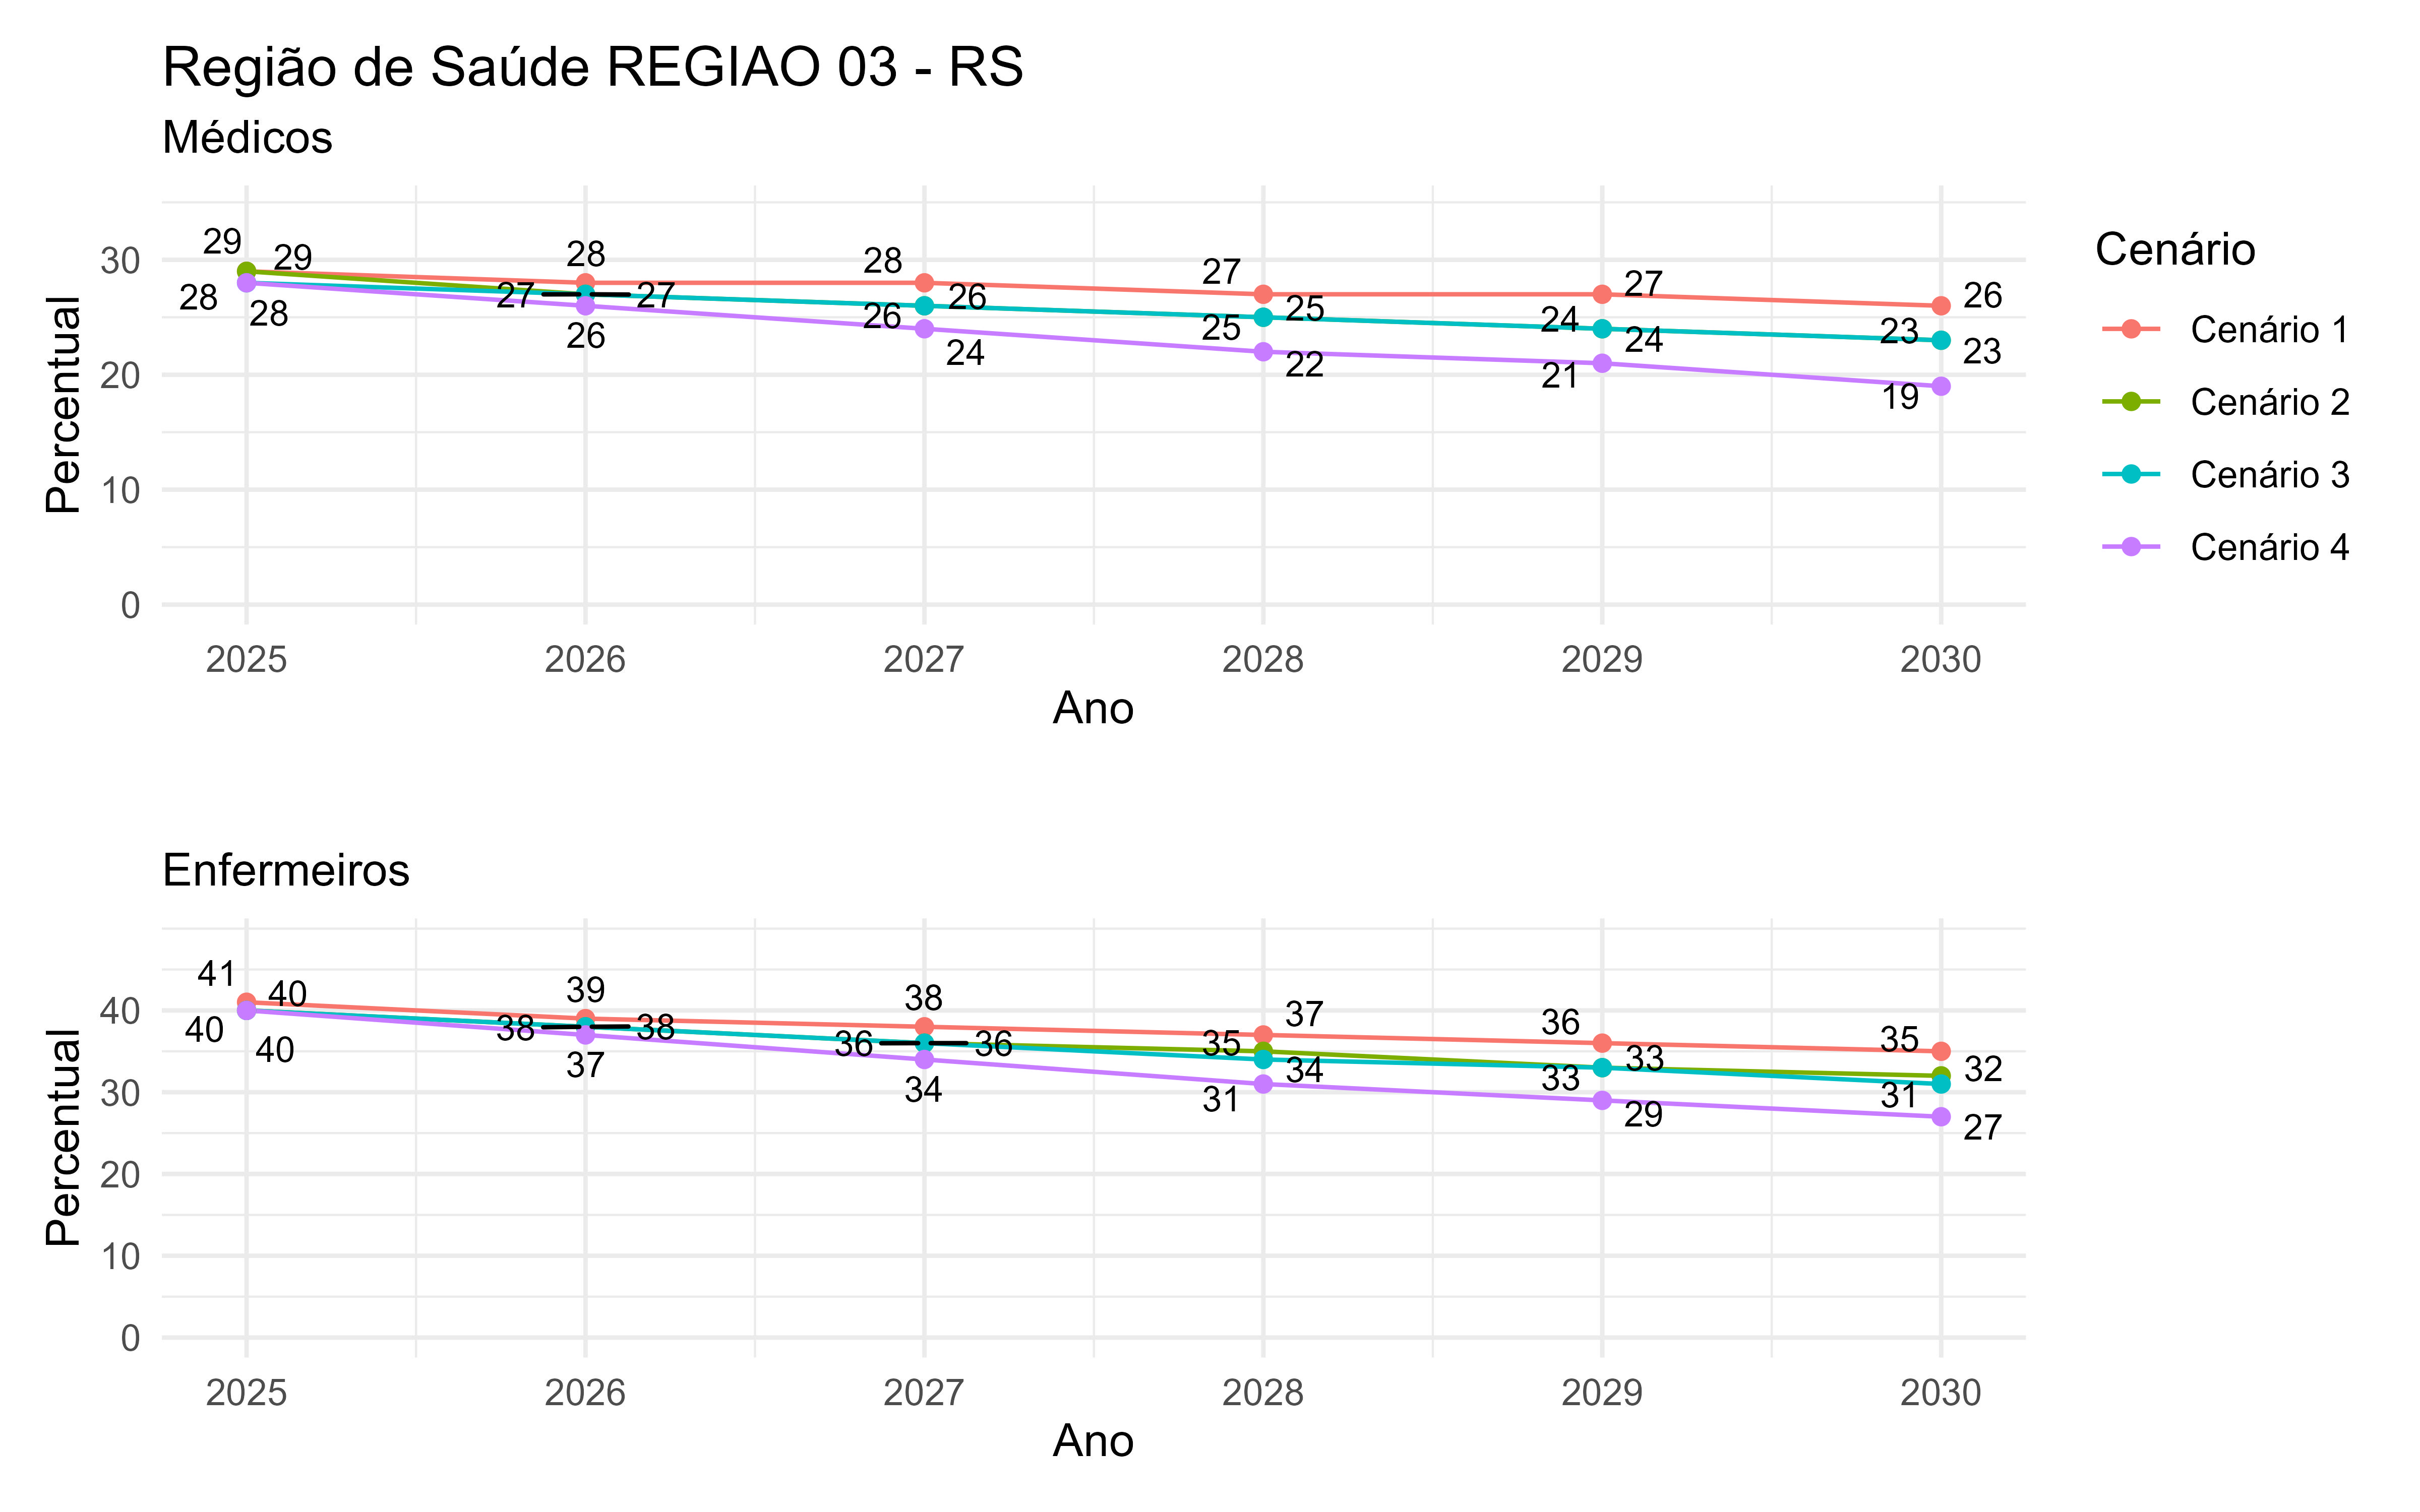 Região de Saúde REGIAO 03 - RS
Médicos
Percentual
30
20
10
0
29 29 28 28 27 26
28 28 27 27 26 26 25 25 24 24 23 23
26 24 22 21 19
2025 2026 2027 2028 2029 2030
Ano
Cenário
Cenário 1
Cenário 2
Cenário 3
Cenário 4
Enfermeiros
Percentual
40
30
20
10
0
41 40 39 38 37 36 35
40 40 38 38 36 36 35 34 33 33 32 31
37 34 31 29 27
2025 2026 2027 2028 2029 2030
Ano